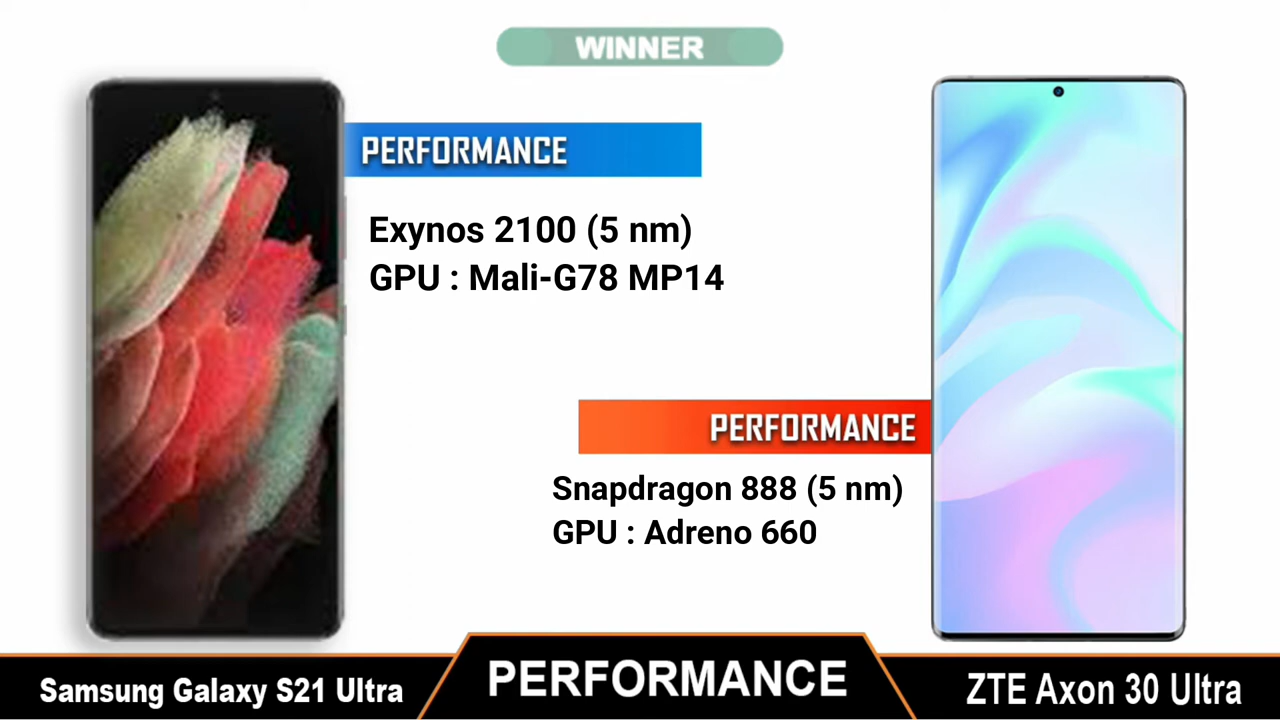 WINNER
PERFORMANCE
Exynos 2100 (5 nm)
GPU : Mali-G78 MP14
PERFORMANCE
Snapdragon 888 (5 nm)
GPU : Adreno 660
Samsung Galaxy S21 Ultra
PERFORMANCE
ZTE Axon 30 Ultra